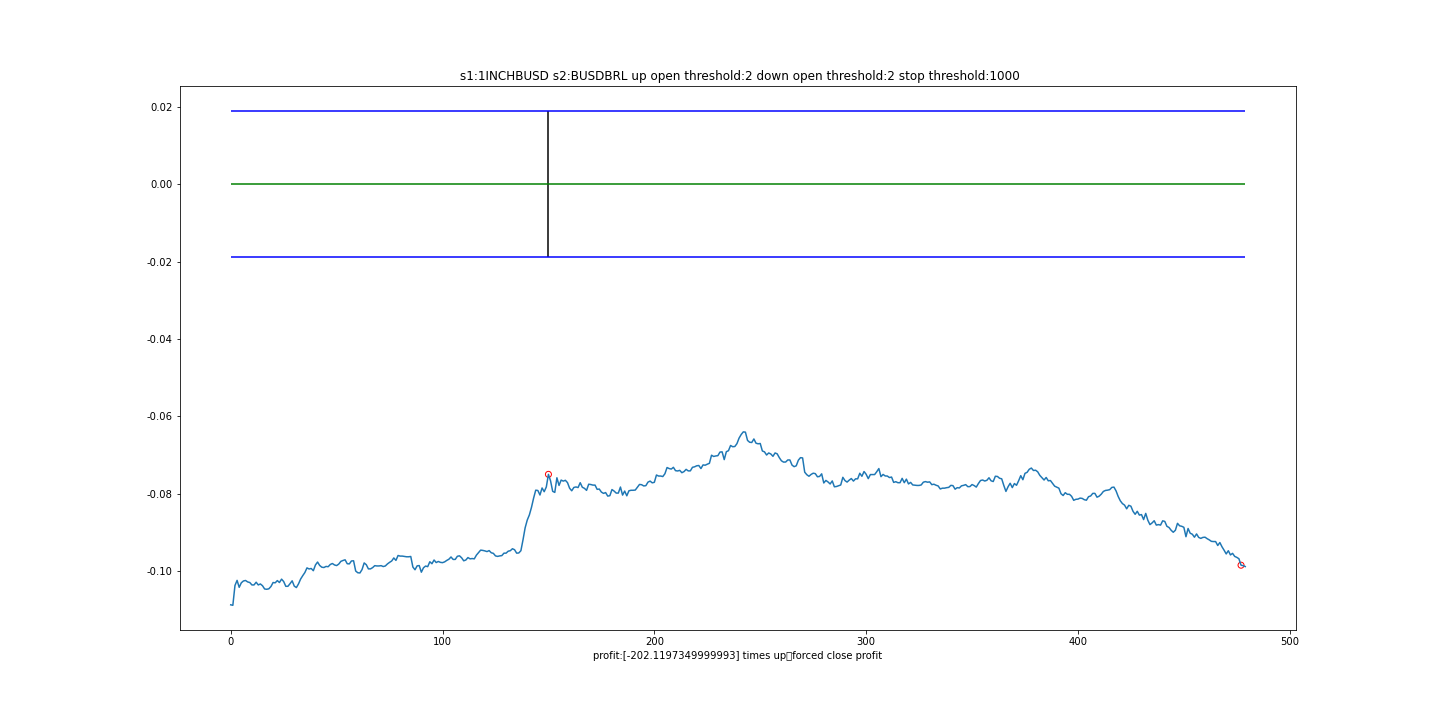 s1:1INCHBUSD s2:BUSDBRL up open threshold:2 down open threshold:2 stop threshold:1000
0.02
0.00
-0.02
-0.04
-0.06
-0.08
-0.10
0 100 200 300 400 500
profit:[-202.1197349999993] times up▯forced close profit